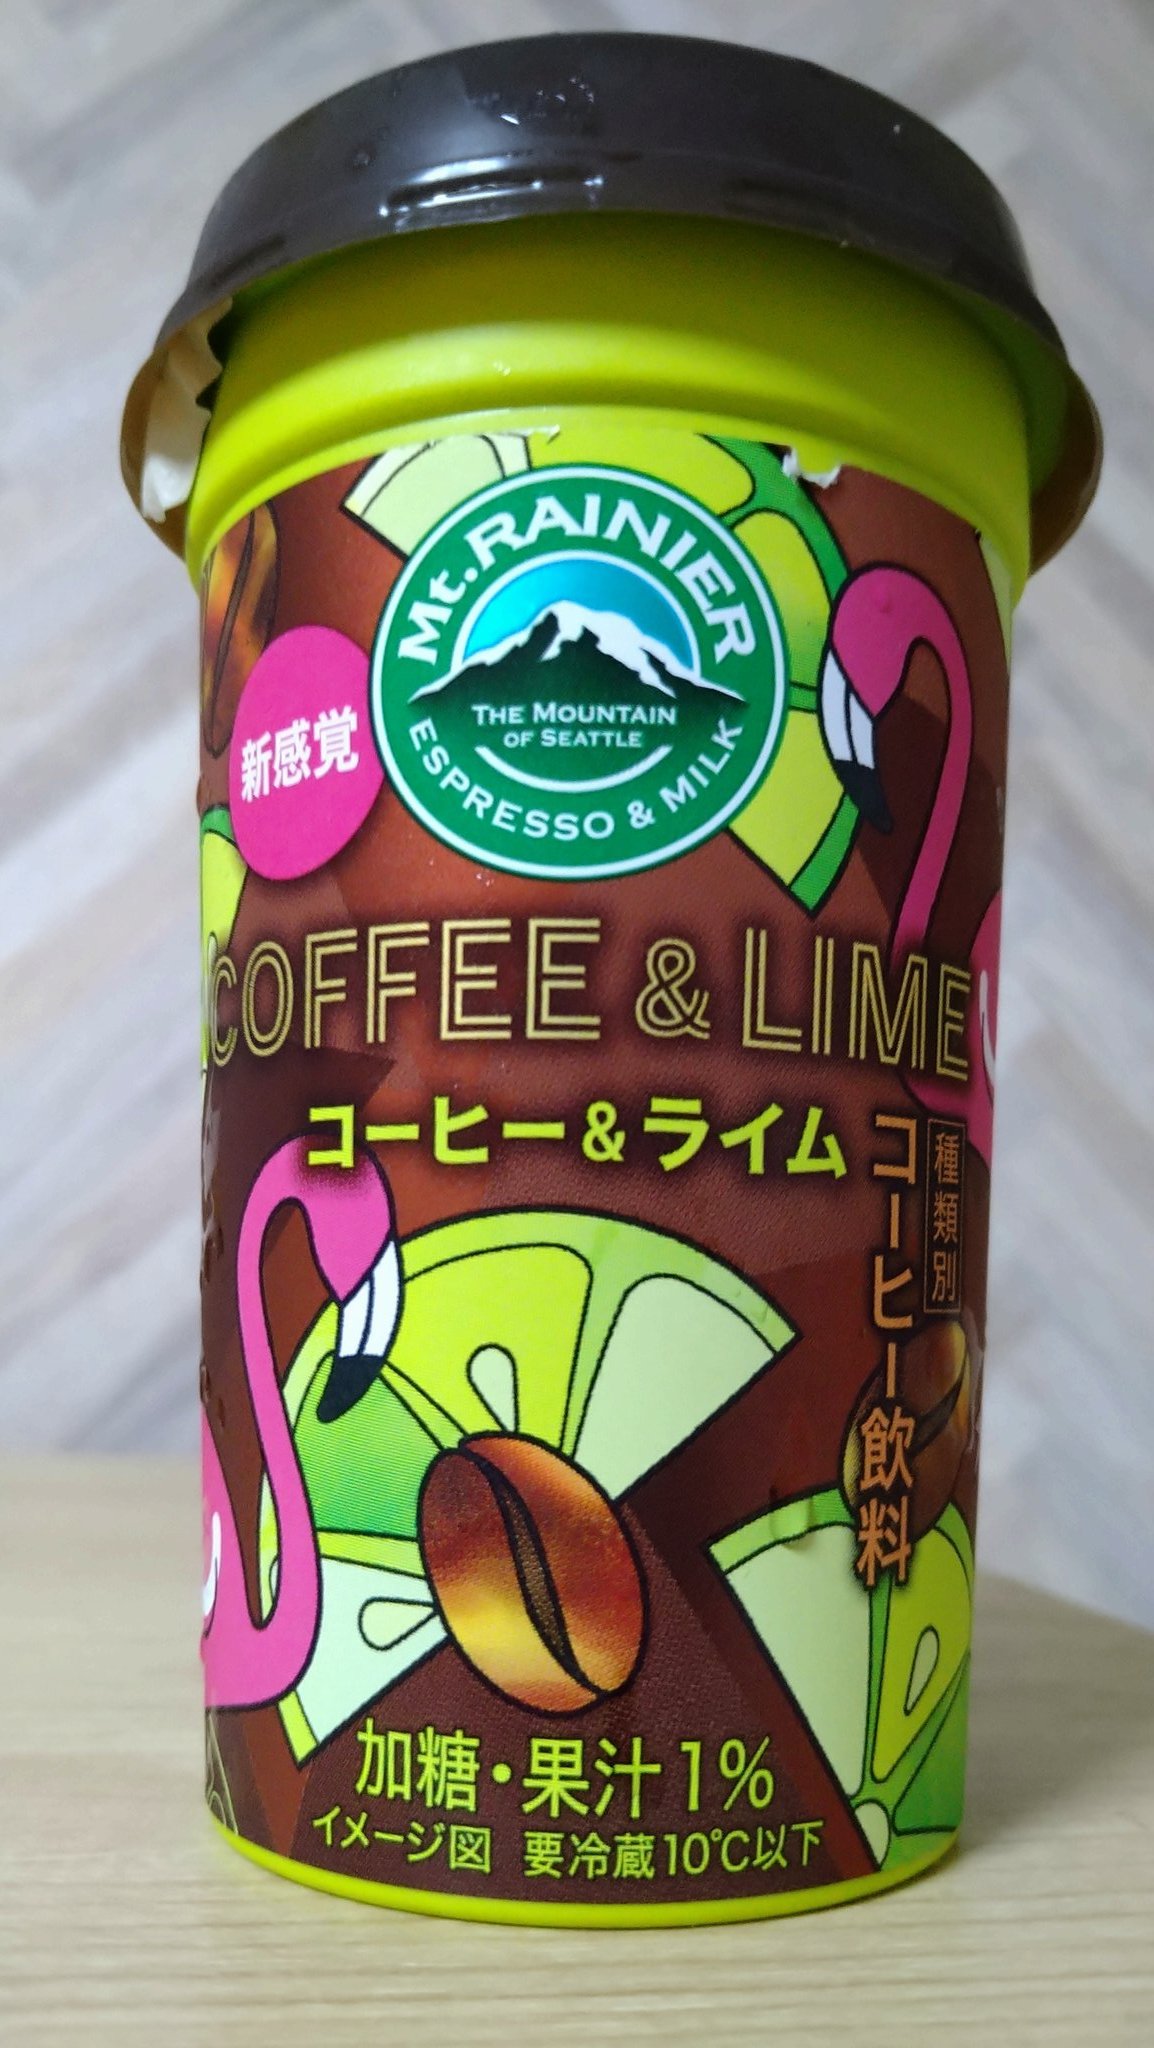 Mt. RAINIER
THE MOUNTAIN
OF SEATTLE
ESPRESSO & MILK
新感覚
COFFEE & LIME
コーヒー&ライム
種類別
コーヒー飲料
加糖・果汁1%
イメージ図 要冷蔵10℃以下